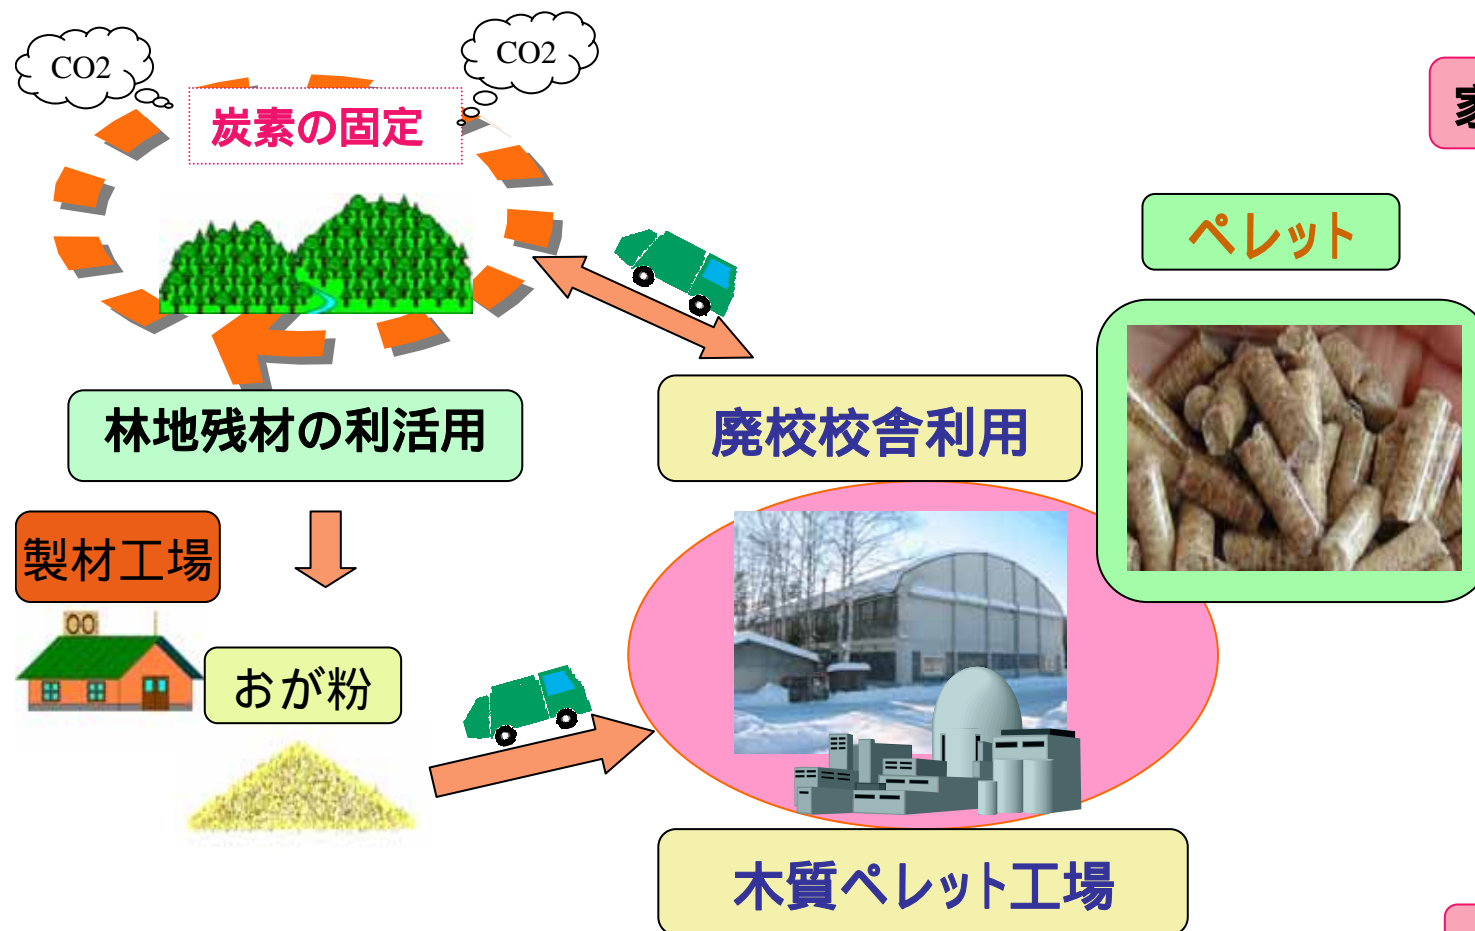 CO2
CO2
炭素の固定
家
ペレット
林地残材の利活用
廃校校舎利用
製材工場
おが粉
木質ペレット工場